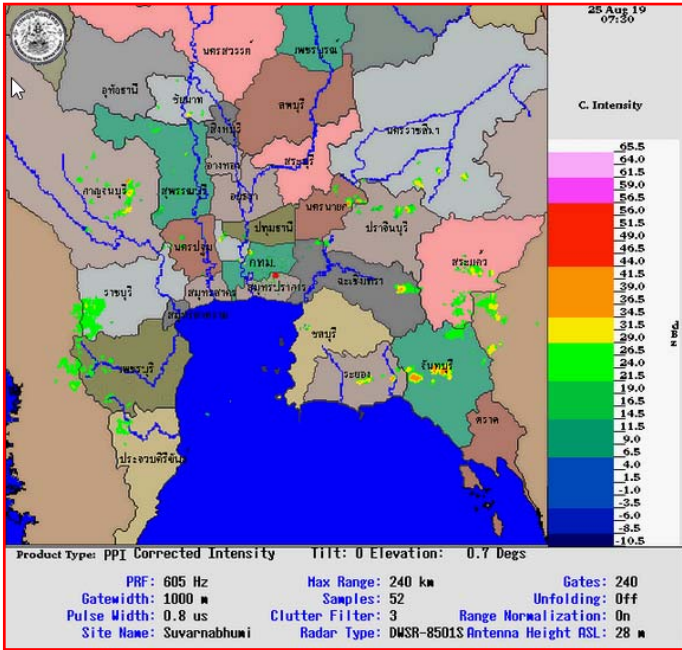 25 Aug 19
07:30
C. Intensity
นครสวรรค์
เพชรบูรณ์
อุทัยธานี
ชัยนาท
ลพบุรี
สิงห์บุรี
นครราชสีมา
อ่างทอง
สระบุรี
กาญจนบุรี
สุพรรณบุรี
อยุธยา
นครนายก
ปราจีนบุรี
ปทุมธานี
นครปฐม
กทม.
สระแก้ว
ฉะเชิงเทรา
ราชบุรี
สมุทรสาคร
สมุทรปราการ
สมุทรสงคราม
ชลบุรี
เพชรบุรี
ระยอง
จันทบุรี
ตราด
ประจวบคีรีขันธ์
65.5
64.0
61.5
59.0
56.5
56.0
51.5
49.0
46.5
44.0
41.5
39.0
36.5
34.0
31.5
29.0
26.5
24.0
21.5
19.0
16.5
14.0
11.5
9.0
6.5
4.0
1.5
-1.0
-3.5
-6.0
-8.5
-10.5
Product Type: PPI Corrected Intensity Tilt: 0 Elevation: 0.7 Degs
PRF: 605 Hz Max Range: 240 km Gates: 240
Gatewidth: 1000 m Samples: 52 Unfolding: Off
Pulse Width: 0.8 us Clutter Filter: 3 Range Normalization: On
Site Name: Suvarnabhumi Radar Type: DWSR-8501S Antenna Height ASL: 28 m